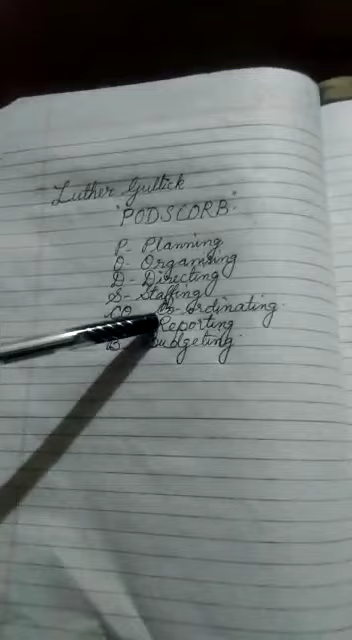 Luther Gullick
"PODSCORB"
P- Planning
O- Organising
D- Directing
S- Staffing
CO Co-ordinating.
Reporting
B- Budgeting.